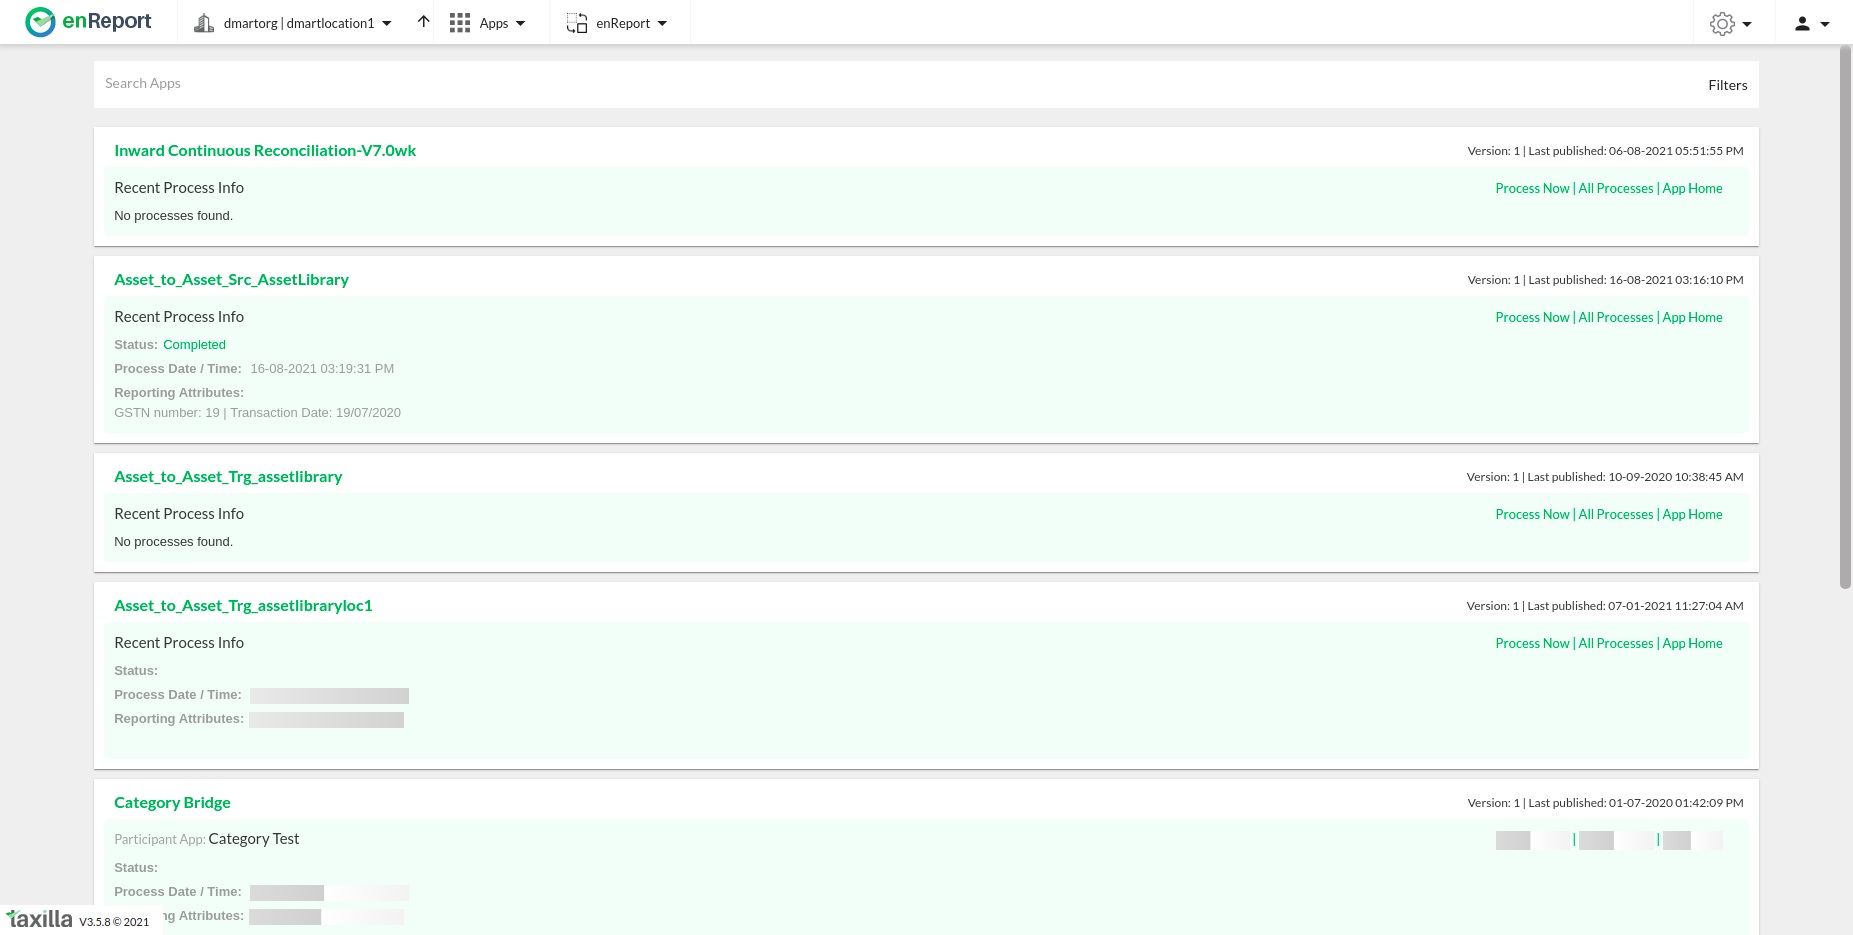 enReport dmartorg | dmartlocation1 Apps enReport
Search Apps Filters
Inward Continuous Reconciliation-V7.0wk Version: 1 | Last published: 06-08-2021 05:51:55 PM
Recent Process Info Process Now | All Processes | App Home
No processes found.
Asset_to_Asset_Src_AssetLibrary Version: 1 | Last published: 16-08-2021 03:16:10 PM
Recent Process Info Process Now | All Processes | App Home
Status: Completed
Process Date / Time: 16-08-2021 03:19:31 PM
Reporting Attributes:
GSTN number: 19 | Transaction Date: 19/07/2020
Asset_to_Asset_Trg_assetlibrary Version: 1 | Last published: 10-09-2020 10:38:45 AM
Recent Process Info Process Now | All Processes | App Home
No processes found.
Asset_to_Asset_Trg_assetlibraryloc1 Version: 1 | Last published: 07-01-2021 11:27:04 AM
Recent Process Info Process Now | All Processes | App Home
Status:
Process Date / Time:
Reporting Attributes:
Category Bridge Version: 1 | Last published: 01-07-2020 01:42:09 PM
Participant App: Category Test | |
Status:
Process Date / Time:
ng Attributes:
taxilla V3.5.8 © 2021